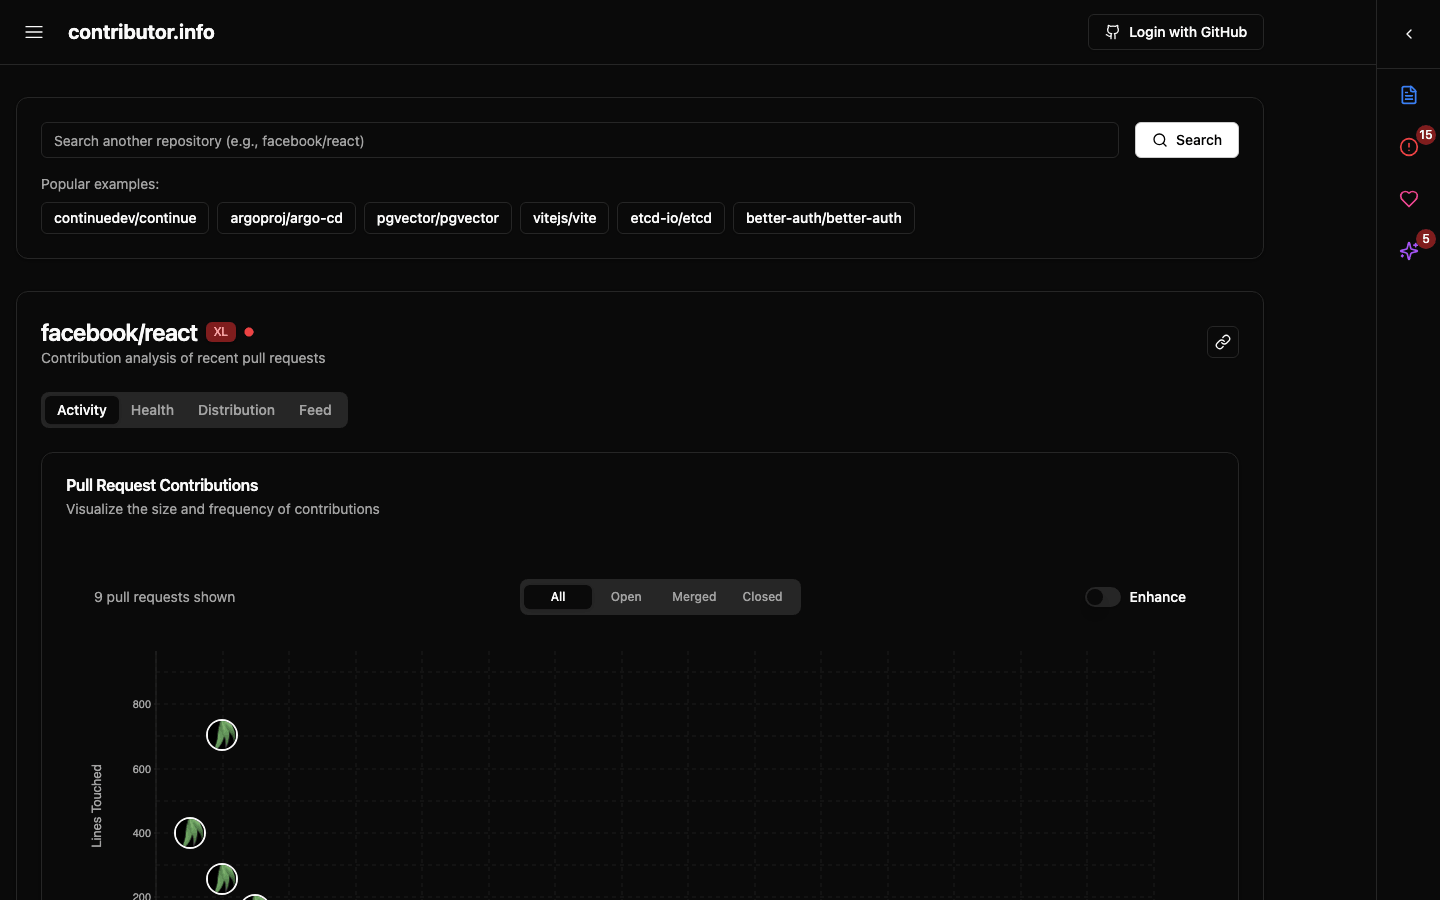 contributor.info
Login with GitHub
Search another repository (e.g., facebook/react)
Search
15
Popular examples:
continuedev/continue
argoproj/argo-cd
pgvector/pgvector
vitejs/vite
etcd-io/etcd
better-auth/better-auth
5
facebook/react XL
Contribution analysis of recent pull requests
Activity Health Distribution Feed
Pull Request Contributions
Visualize the size and frequency of contributions
9 pull requests shown
All Open Merged Closed
Enhance
800
600
Lines Touched
400
200